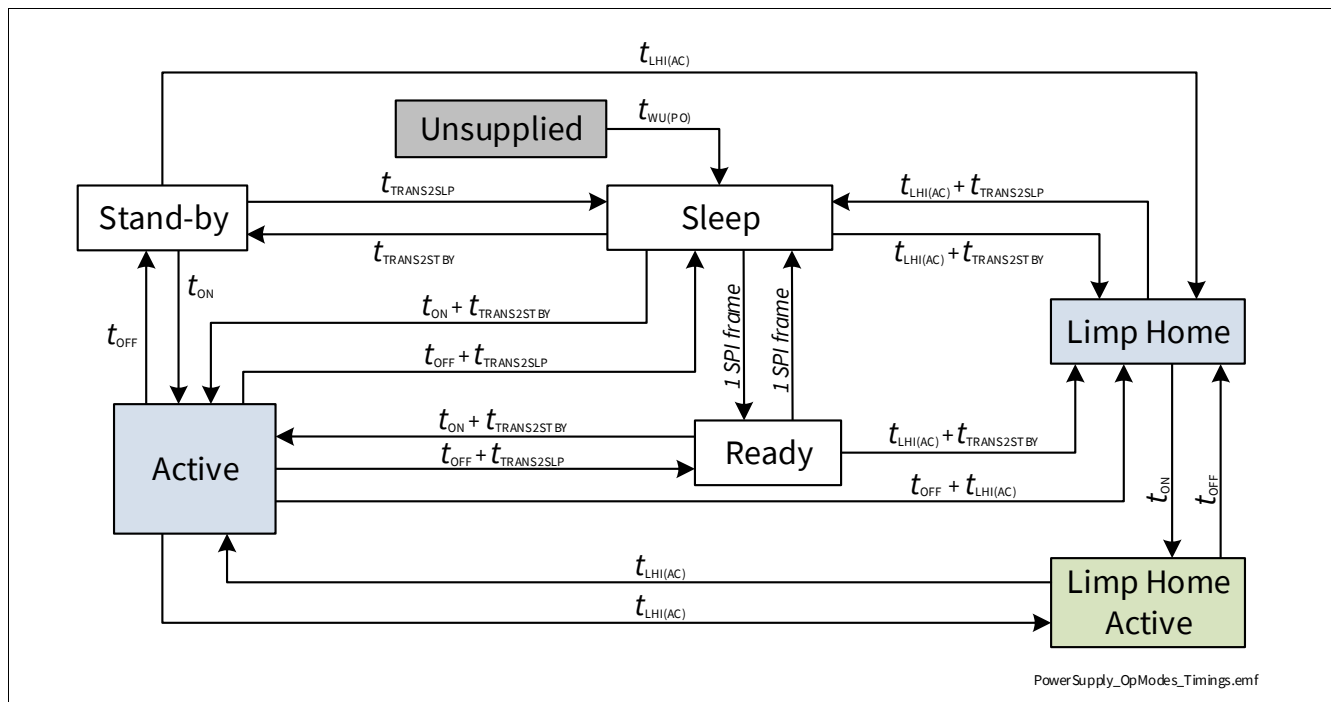 tLHI(AC)
Unsupplied
tWU(PO)
Stand-by
tTRANS2SLP
Sleep
tLHI(AC) + tTRANS2SLP
tTRANS2STBY
tLHI(AC) + tTRANS2STBY
tON
tOFF
tON + tTRANS2STBY
tOFF + tTRANS2SLP
1 SPI frame
1 SPI frame
Limp Home
Active
tON + tTRANS2STBY
tOFF + tTRANS2SLP
Ready
tLHI(AC) + tTRANS2STBY
tOFF + tLHI(AC)
tON
tOFF
tLHI(AC)
tLHI(AC)
Limp Home
Active
PowerSupply_OpModes_Timings.emf